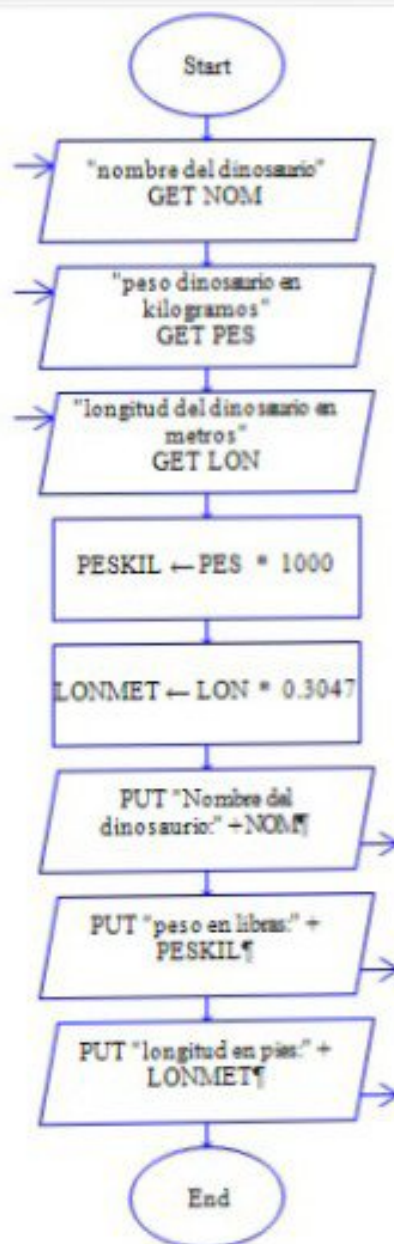 Start
"nombre del dinosaurio"
GET NOM
"peso dinosaurio en
kilogramos"
GET PES
"longitud del dinosaurio en
metros"
GET LON
PESKIL ← PES * 1000
LONMET ← LON * 0.3047
PUT "Nombre del
dinosaurio:" +NOM¶
PUT "peso en libras:" +
PESKIL¶
PUT "longitud en pies:" +
LONMET¶
End